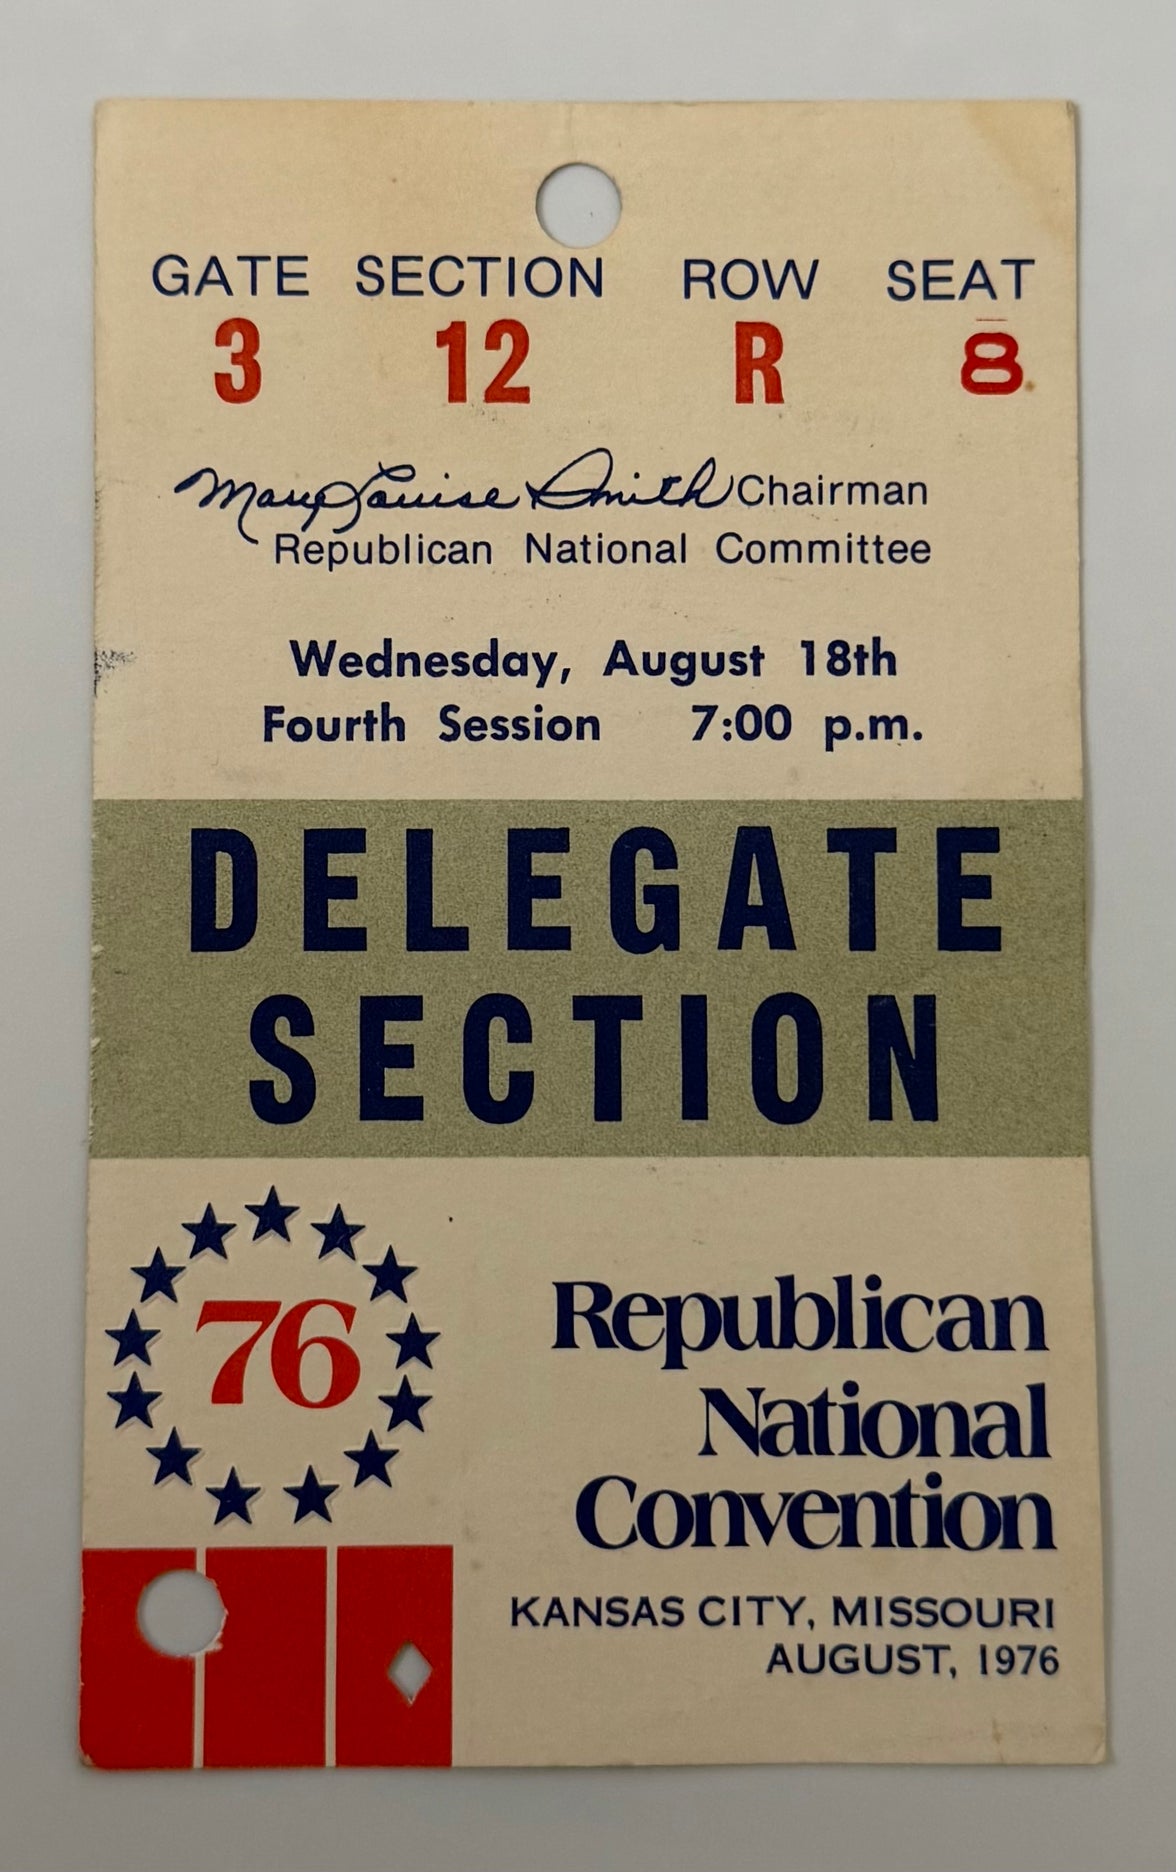 GATE SECTION ROW SEAT
3 12 R 8
Mary Louise Smith Chairman
Republican National Committee
Wednesday, August 18th
Fourth Session 7:00 p.m.
DELEGATE
SECTION
76
Republican
National
Convention
KANSAS CITY, MISSOURI
AUGUST, 1976